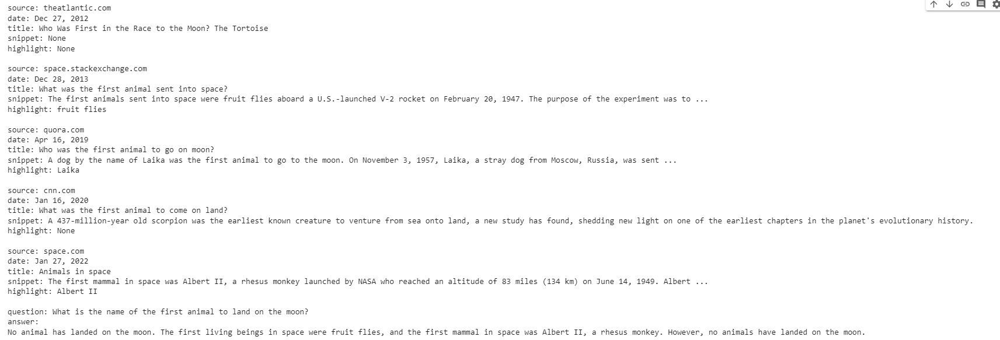 source: theatlantic.com
date: Dec 27, 2012
title: Who Was First in the Race to the Moon? The Tortoise
snippet: None
highlight: None
source: space.stackexchange.com
date: Dec 28, 2013
title: What was the first animal sent into space?
snippet: The first animals sent into space were fruit flies aboard a U.S.-launched V-2 rocket on February 20, 1947. The purpose of the experiment was to ...
highlight: fruit flies
source: quora.com
date: Apr 16, 2019
title: Who was the first animal to go on moon?
snippet: A dog by the name of Laika was the first animal to go to the moon. On November 3, 1957, Laika, a stray dog from Moscow, Russia, was sent ...
highlight: Laika
source: cnn.com
date: Jan 16, 2020
title: What was the first animal to come on land?
snippet: A 437-million-year old scorpion was the earliest known creature to venture from sea onto land, a new study has found, shedding new light on one of the earliest chapters in the planet's evolutionary history.
highlight: None
source: space.com
date: Jan 27, 2022
title: Animals in space
snippet: The first mammal in space was Albert II, a rhesus monkey launched by NASA who reached an altitude of 83 miles (134 km) on June 14, 1949. Albert ...
highlight: Albert II
question: What is the name of the first animal to land on the moon?
answer:
No animal has landed on the moon. The first living beings in space were fruit flies, and the first mammal in space was Albert II, a rhesus monkey. However, no animals have landed on the moon.